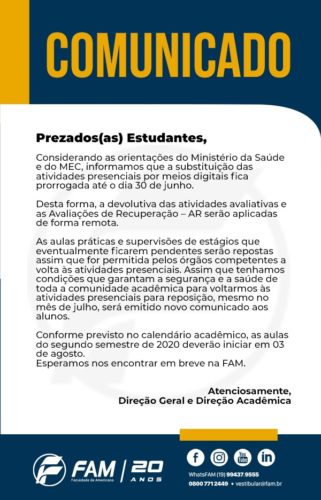 COMUNICADO
Prezados(as) Estudantes,
Considerando as orientações do Ministério da Saúde
e do MEC, informamos que a substituição das
atividades presenciais por meios digitais fica
prorrogada até o dia 30 de junho.
Desta forma, a devolutiva das atividades avaliativas e
as Avaliações de Recuperação – AR serão aplicadas
de forma remota.
As aulas práticas e supervisões de estágios que
eventualmente ficarem pendentes serão repostas
assim que for permitida pelos órgãos competentes a
volta às atividades presenciais. Assim que tenhamos
condições que garantam a segurança e a saúde de
toda a comunidade acadêmica para voltarmos às
atividades presenciais para reposição, mesmo no
mês de julho, será emitido novo comunicado aos
alunos.
Conforme previsto no calendário acadêmico, as aulas
do segundo semestre de 2020 deverão iniciar em 03
de agosto.
Esperamos nos encontrar em breve na FAM.
Atenciosamente,
Direção Geral e Direção Acadêmica
FAM | 20
Faculdade de Americana ANOS
WhatsFAM (19) 99437.9555
0800 771 2449 • vestibular@fam.br